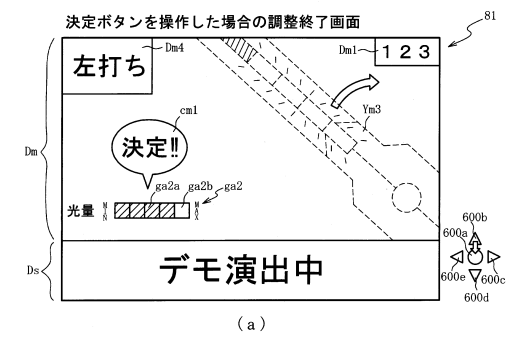 決定ボタンを操作した場合の調整終了画面
81
左打ち
Dm4
Dm1
123
Dm
cm1
Ym3
決定!!
ga2a
ga2b
ga2
光量
MIN
MAX
600b
600a
600e
600c
600d
Ds
デモ演出中
(a)